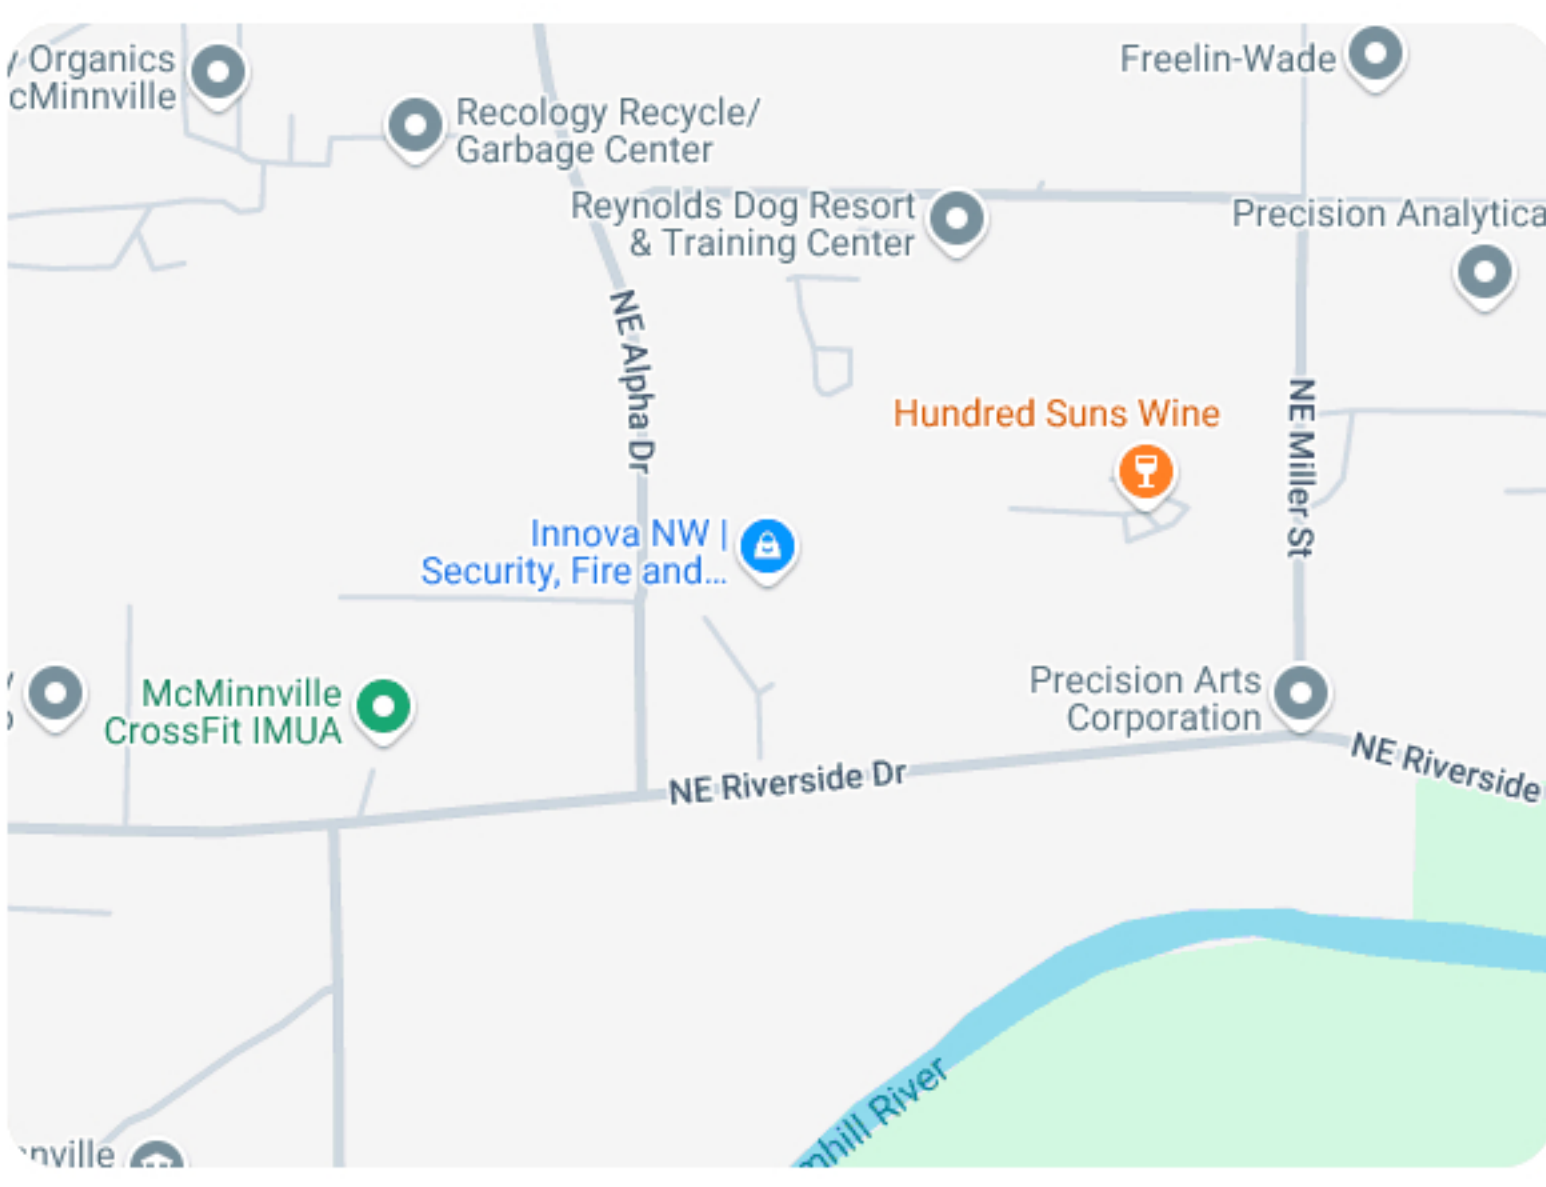 Organics
cMinnville
Freelin-Wade
Recology Recycle/
Garbage Center
Reynolds Dog Resort
& Training Center
Precision Analytica
NE Alpha Dr
NE Miller St
Hundred Suns Wine
Innova NW |
Security, Fire and...
McMinnville
CrossFit IMUA
Precision Arts
Corporation
NE Riverside Dr
NE Riverside
mhill River
nville